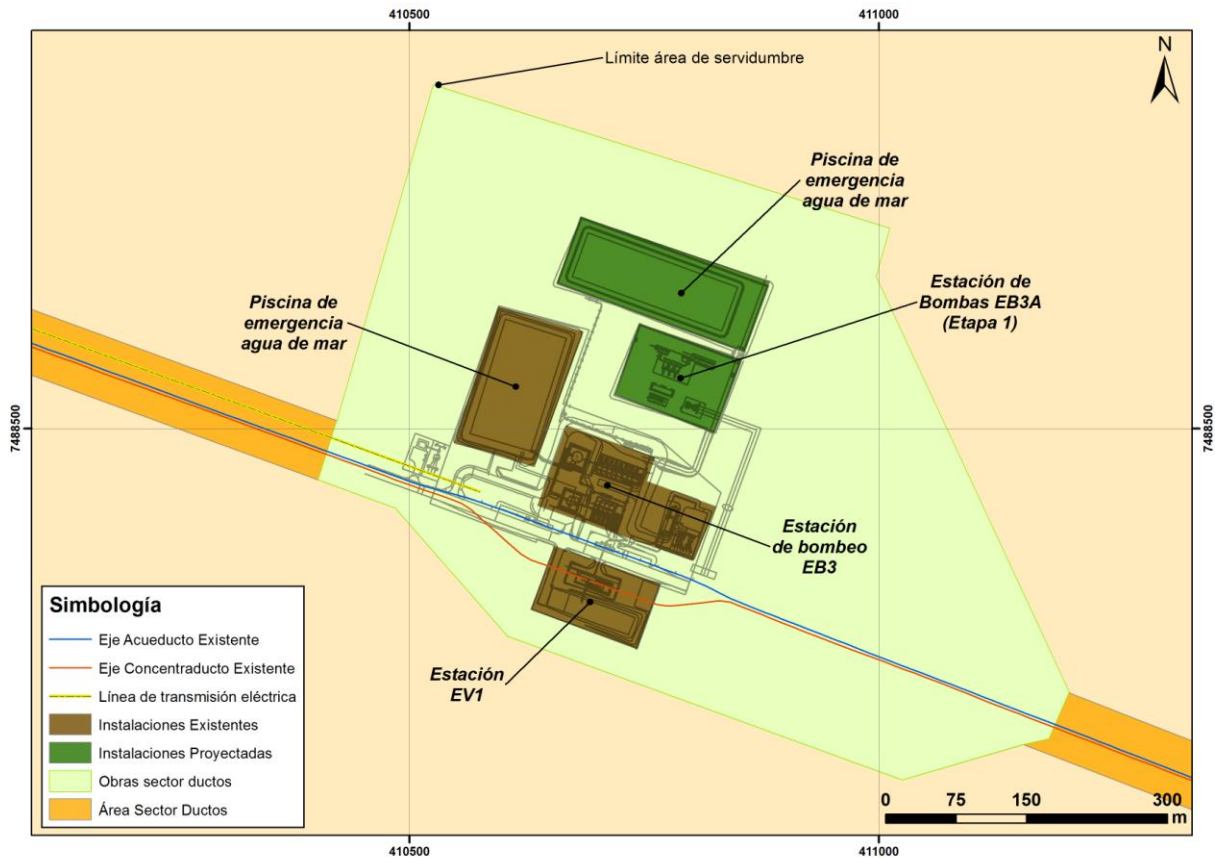 410500
411000
Límite área de servidumbre
N
Piscina de
emergencia
agua de mar
Estación de
Bombas EB3A
(Etapa 1)
Piscina de
emergencia
agua de mar
7488500
7488500
Estación
de bombeo
EB3
Estación
EV1
Simbología
Eje Acueducto Existente
Eje Concentraducto Existente
Línea de transmisión eléctrica
Instalaciones Existentes
Instalaciones Proyectadas
Obras sector ductos
Área Sector Ductos
0 75 150 300
m
410500
411000